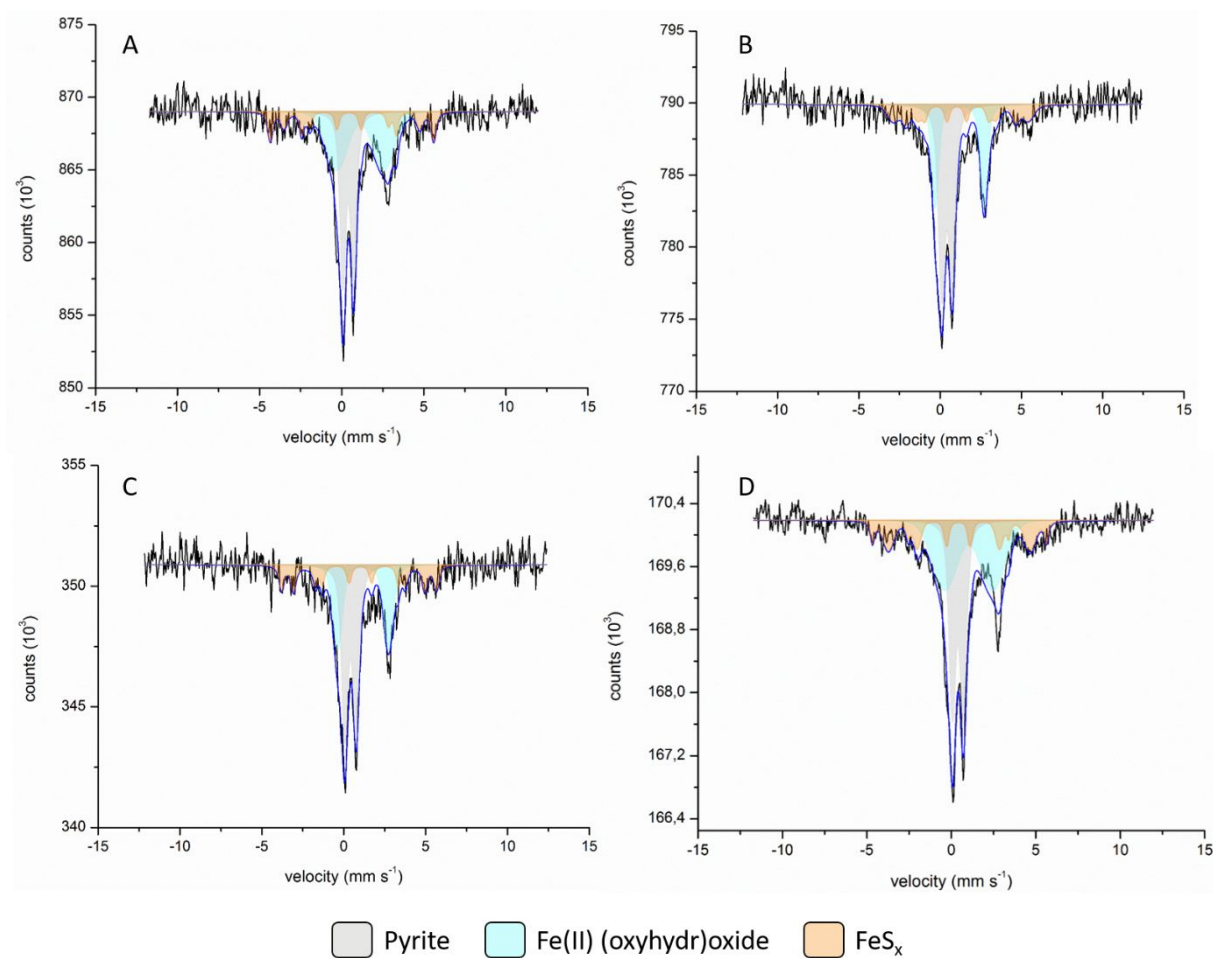 A
875
870
865
860
855
850
counts (10³)
-15 -10 -5 0 5 10 15
velocity (mm s⁻¹)
B
795
790
785
780
775
770
counts (10³)
-15 -10 -5 0 5 10 15
velocity (mm s⁻¹)
C
355
350
345
340
counts (10³)
-15 -10 -5 0 5 10 15
velocity (mm s⁻¹)
D
170,4
169,6
168,8
168,0
167,2
166,4
counts (10³)
-15 -10 -5 0 5 10 15
velocity (mm s⁻¹)
Pyrite Fe(II) (oxyhydr)oxide FeSₓ